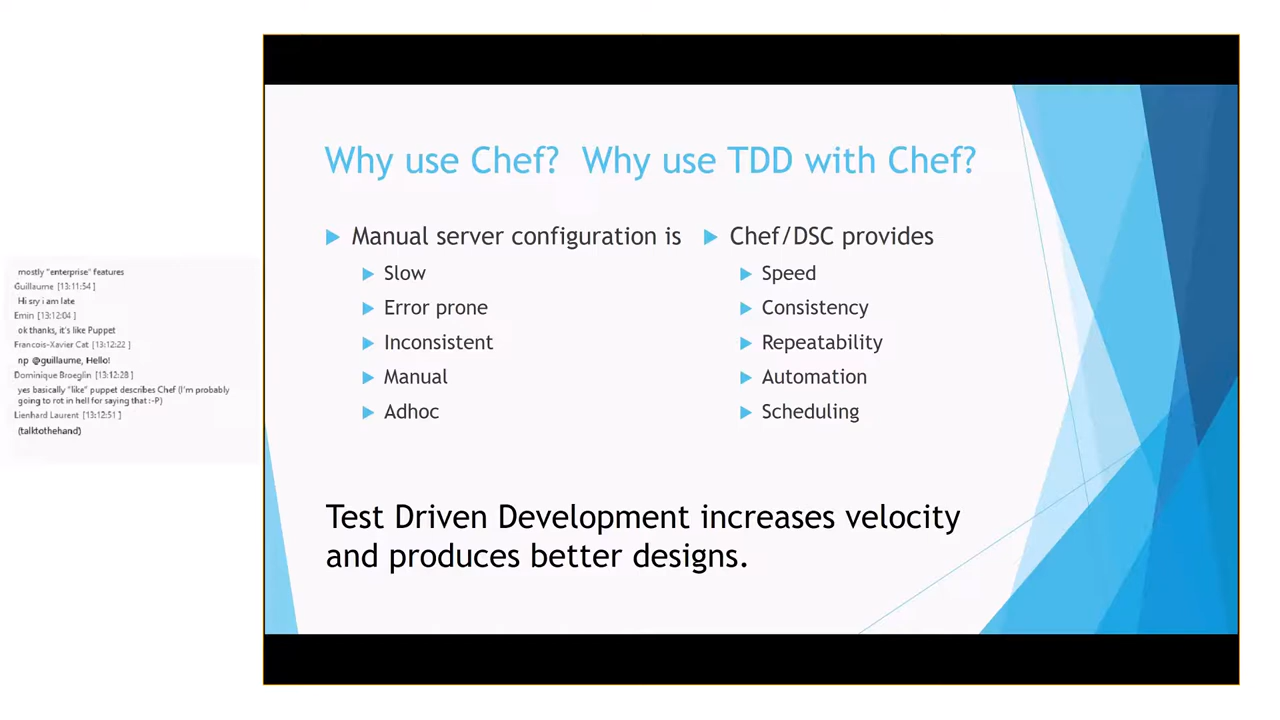 mostly "enterprise" features
Guillaume [13:11:54]
Hi sry i am late
Emin [13:12:04]
ok thanks, it's like Puppet
Francois-Xavier Cat [13:12:22]
np @guillaume, Hello!
Dominique Broeglin [13:12:28]
yes basically "like" puppet describes Chef (I'm probably
going to rot in hell for saying that :-P)
Lienhard Laurent [13:12:51]
(talktothehand)
Why use Chef?  Why use TDD with Chef?
Manual server configuration is
Slow
Error prone
Inconsistent
Manual
Adhoc
Chef/DSC provides
Speed
Consistency
Repeatability
Automation
Scheduling
Test Driven Development increases velocity
and produces better designs.